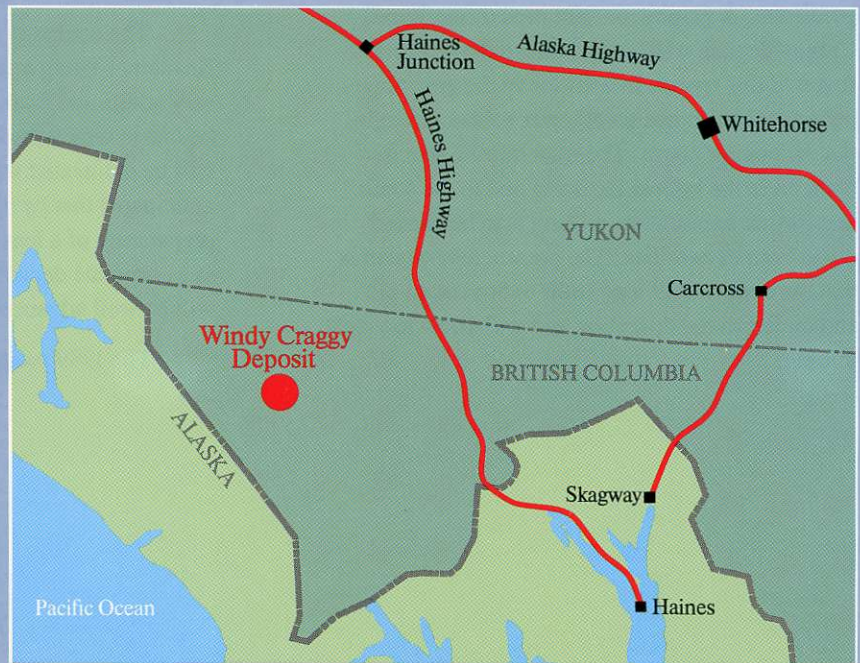 Haines
Junction
Alaska Highway
Haines Highway
Whitehorse
YUKON
Carcross
Windy Craggy
Deposit
BRITISH COLUMBIA
ALASKA
Skagway
Pacific Ocean
Haines